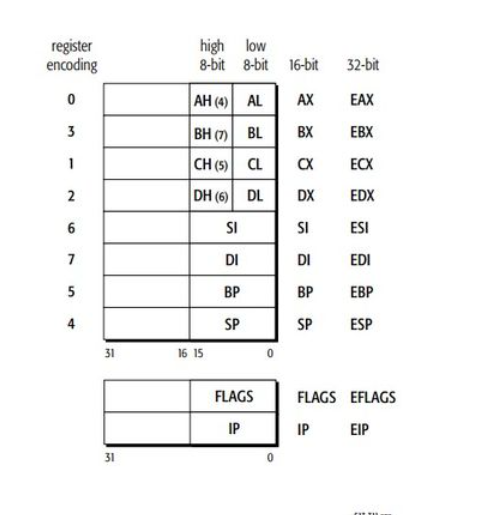 register high low
encoding 8-bit 8-bit 16-bit 32-bit
0 AH (4) AL AX EAX
3 BH (7) BL BX EBX
1 CH (5) CL CX ECX
2 DH (6) DL DX EDX
6 SI SI ESI
7 DI DI EDI
5 BP BP EBP
4 SP SP ESP
31 16 15 0
FLAGS FLAGS EFLAGS
IP IP EIP
31 0